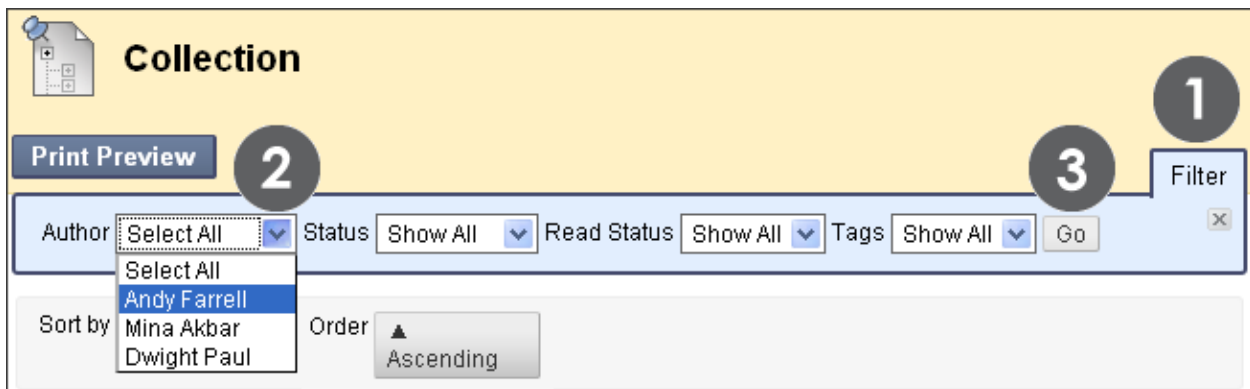 Collection
1
Print Preview
2
3
Filter
Author Select All Status Show All Read Status Show All Tags Show All Go
Select All
Andy Farrell
Sort by Mina Akbar Order ▲
Dwight Paul Ascending